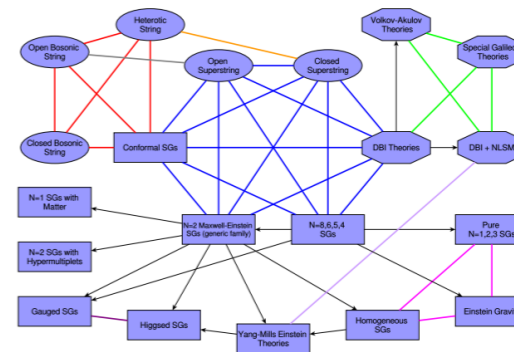 Heterotic
String
Volkov-Akulov
Theories
Open Bosonic
String
Open
Superstring
Closed
Superstring
Special Galileon
Theories
Closed Bosonic
String
Conformal SGs
DBI Theories
DBI + NLSM
N=1 SGs with
Matter
N=2 Maxwell-Einstein
SGs (generic family)
N=8,6,5,4
SGs
Pure
N=1,2,3 SGs
N=2 SGs with
Hypermultiplets
Gauged SGs
Higgsed SGs
Yang-Mills Einstein
Theories
Homogeneous
SGs
Einstein Gravity